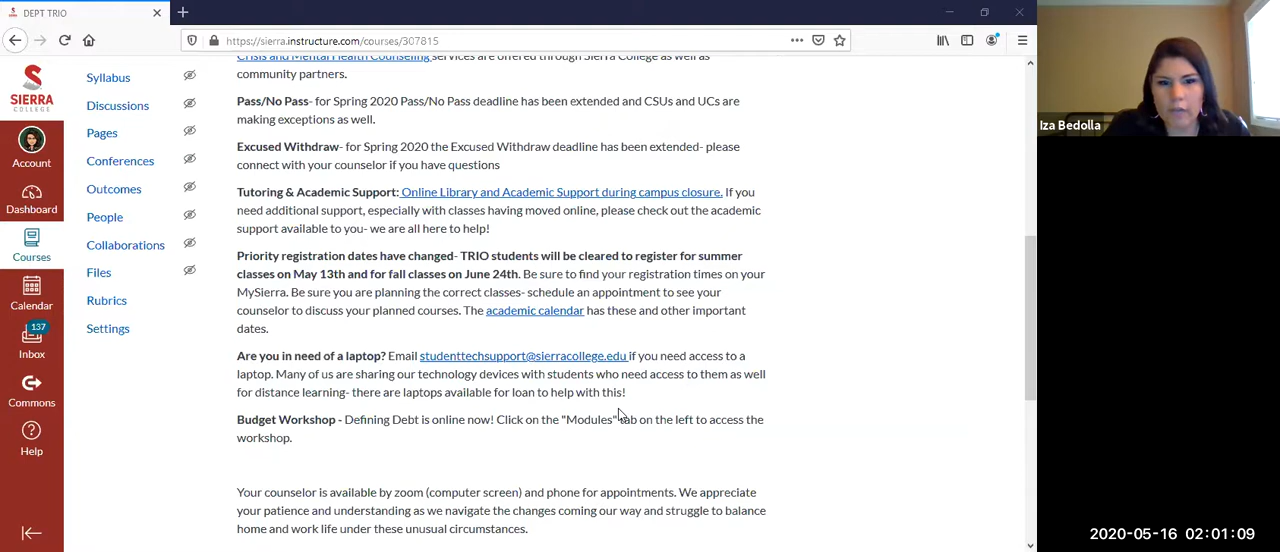 DEPT TRIO
https://sierra.instructure.com/courses/307815
SIERRA
COLLEGE
Account
Dashboard
Courses
Calendar
137
Inbox
Commons
Help
Syllabus
Discussions
Pages
Conferences
Outcomes
People
Collaborations
Files
Rubrics
Settings
Crisis and Mental Health Counseling services are offered through Sierra College as well as
community partners.
Pass/No Pass- for Spring 2020 Pass/No Pass deadline has been extended and CSUs and UCs are
making exceptions as well.
Excused Withdraw- for Spring 2020 the Excused Withdraw deadline has been extended- please
connect with your counselor if you have questions
Tutoring & Academic Support: Online Library and Academic Support during campus closure. If you
need additional support, especially with classes having moved online, please check out the academic
support available to you- we are all here to help!
Priority registration dates have changed- TRIO students will be cleared to register for summer
classes on May 13th and for fall classes on June 24th. Be sure to find your registration times on your
MySierra. Be sure you are planning the correct classes- schedule an appointment to see your
counselor to discuss your planned courses. The academic calendar has these and other important
dates.
Are you in need of a laptop? Email studenttechsupport@sierracollege.edu if you need access to a
laptop. Many of us are sharing our technology devices with students who need access to them as well
for distance learning- there are laptops available for loan to help with this!
Budget Workshop - Defining Debt is online now! Click on the "Modules" tab on the left to access the
workshop.
Your counselor is available by zoom (computer screen) and phone for appointments. We appreciate
your patience and understanding as we navigate the changes coming our way and struggle to balance
home and work life under these unusual circumstances.
Iza Bedolla
2020-05-16 02:01:09